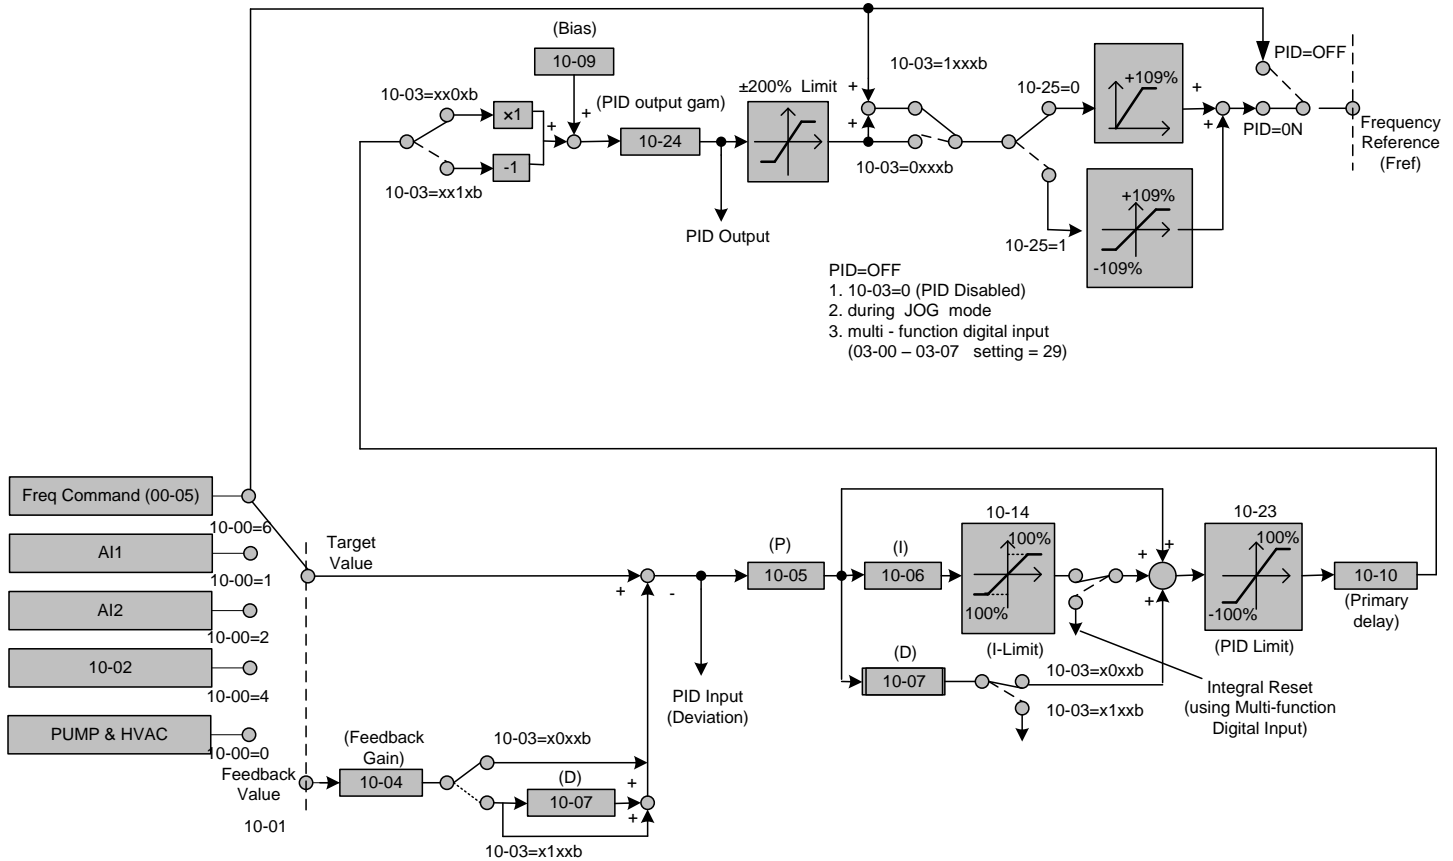 (Bias)
10-09
PID=OFF
10-03=1xxxb
+109%
±200% Limit
10-25=0
10-03=xx0xb
(PID output gam)
+
×1
+
+
+
+
PID=0N
Frequency
Reference
(Fref)
10-24
+
+
-1
10-03=0xxxb
10-03=xx1xb
+109%
PID Output
10-25=1
-109%
PID=OFF
1. 10-03=0 (PID Disabled)
2. during JOG mode
3. multi - function digital input
(03-00 – 03-07 setting = 29)
Freq Command (00-05)
10-00=6
AI1
10-00=1
AI2
10-00=2
10-02
10-00=4
PUMP & HVAC
10-00=0
Target
Value
Feedback
Value
10-01
(Feedback
Gain)
10-04
10-03=x0xxb
(D)
10-07
+
+
10-03=x1xxb
+
-
PID Input
(Deviation)
(P)
10-05
(I)
10-06
10-14
100%
100%
(I-Limit)
(D)
10-07
10-03=x0xxb
10-03=x1xxb
+
+
+
Integral Reset
(using Multi-function
Digital Input)
10-23
100%
-100%
(PID Limit)
10-10
(Primary
delay)